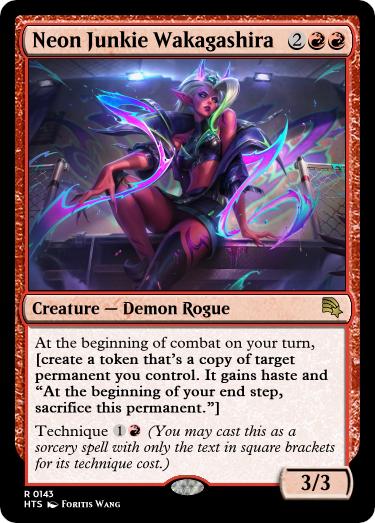 Neon Junkie Wakagashira 2
Creature — Demon Rogue
At the beginning of combat on your turn,
[create a token that's a copy of target
permanent you control. It gains haste and
“At the beginning of your end step,
sacrifice this permanent.”]
Technique 1 (You may cast this as a
sorcery spell with only the text in square brackets
for its technique cost.)
3/3
R 0143
HTS Foritis Wang